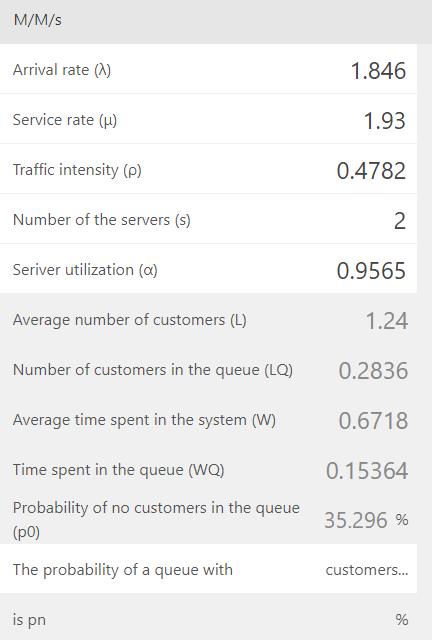 M/M/s
Arrival rate (λ) 1.846
Service rate (μ) 1.93
Traffic intensity (ρ) 0.4782
Number of the servers (s) 2
Seriver utilization (α) 0.9565
Average number of customers (L) 1.24
Number of customers in the queue (LQ) 0.2836
Average time spent in the system (W) 0.6718
Time spent in the queue (WQ) 0.15364
Probability of no customers in the queue
(p0) 35.296 %
The probability of a queue with customers...
is pn %